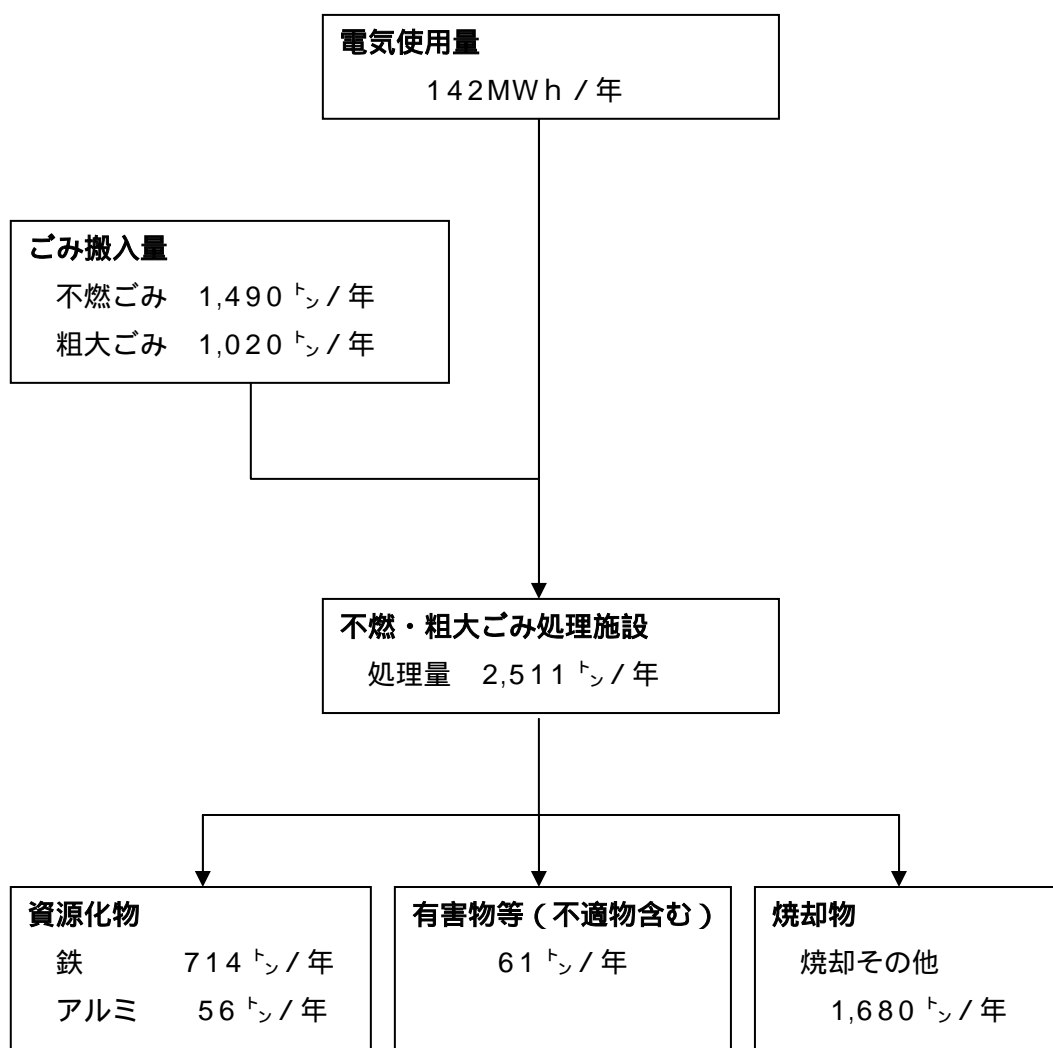 電気使用量
142MWh/年
ごみ搬入量
不燃ごみ 1,490㌧/年
粗大ごみ 1,020㌧/年
不燃・粗大ごみ処理施設
処理量 2,511㌧/年
資源化物
鉄 714㌧/年
アルミ 56㌧/年
有害物等(不適物含む)
61㌧/年
焼却物
焼却その他
1,680㌧/年